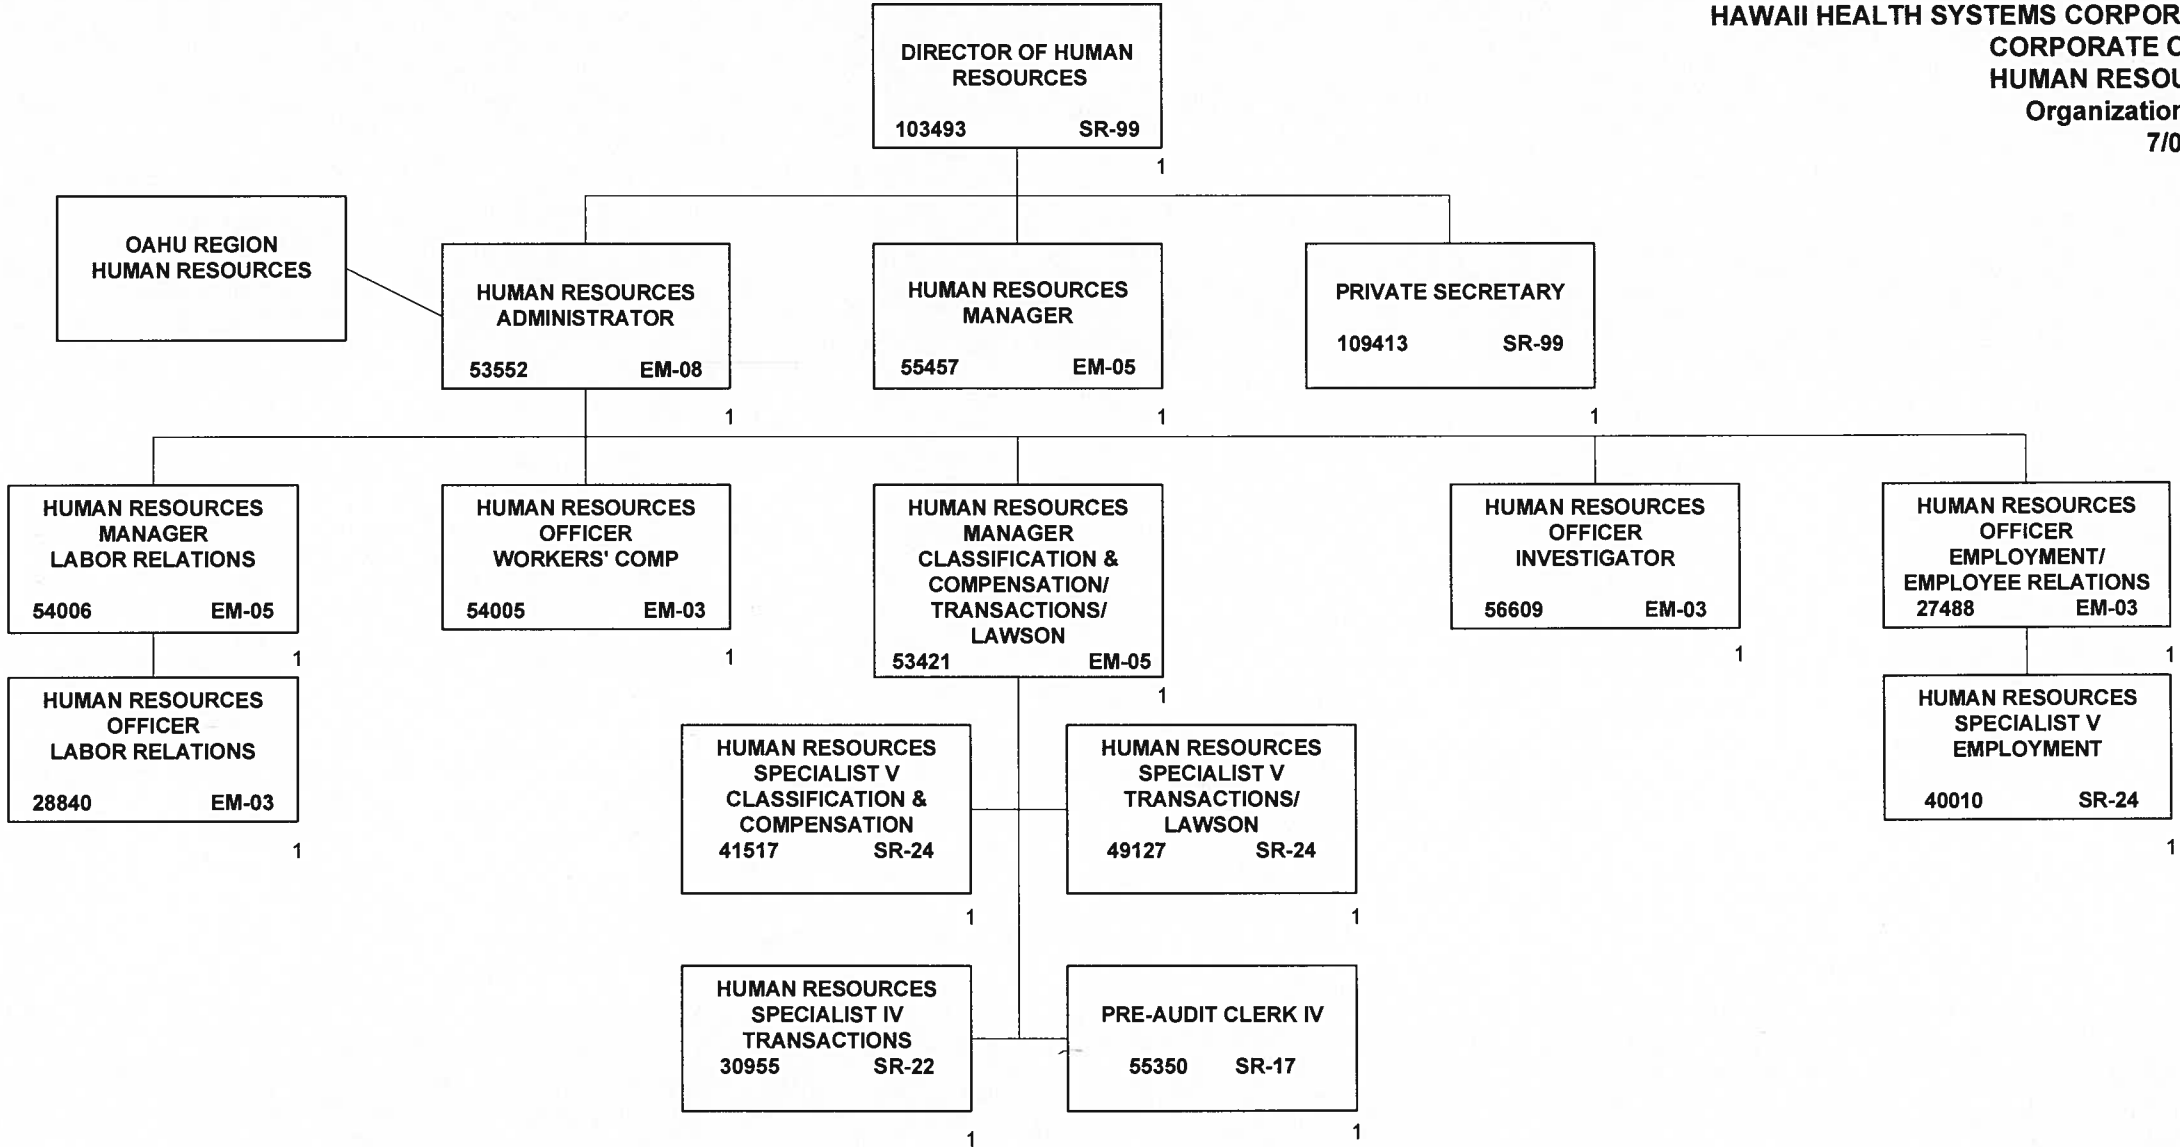 HAWAII HEALTH SYSTEMS
CORPORATE
HUMAN
7/0
DIRECTOR OF HUMAN
RESOURCES
103493 SR-99
1
OAHU REGION
HUMAN RESOURCES
HUMAN RESOURCES
ADMINISTRATOR
53552 EM-08
1
HUMAN RESOURCES
MANAGER
55457 EM-05
1
PRIVATE SECRETARY
109413 SR-99
1
HUMAN RESOURCES
MANAGER
LABOR RELATIONS
54006 EM-05
1
HUMAN RESOURCES
OFFICER
WORKERS' COMP
54005 EM-03
1
HUMAN RESOURCES
MANAGER
CLASSIFICATION &
COMPENSATION/
TRANSACTIONS/
LAWSON
53421 EM-05
1
HUMAN RESOURCES
OFFICER
INVESTIGATOR
56609 EM-03
1
HUMAN RESOURCES
OFFICER
EMPLOYMENT/
EMPLOYEE RELATIONS
27488 EM-03
1
HUMAN RESOURCES
OFFICER
LABOR RELATIONS
28840 EM-03
1
HUMAN RESOURCES
SPECIALIST V
CLASSIFICATION &
COMPENSATION
41517 SR-24
1
HUMAN RESOURCES
SPECIALIST V
TRANSACTIONS/
LAWSON
49127 SR-24
1
HUMAN RESOURCES
SPECIALIST V
EMPLOYMENT
40010 SR-24
1
HUMAN RESOURCES
SPECIALIST IV
TRANSACTIONS
30955 SR-22
1
PRE-AUDIT CLERK IV
55350 SR-17
1